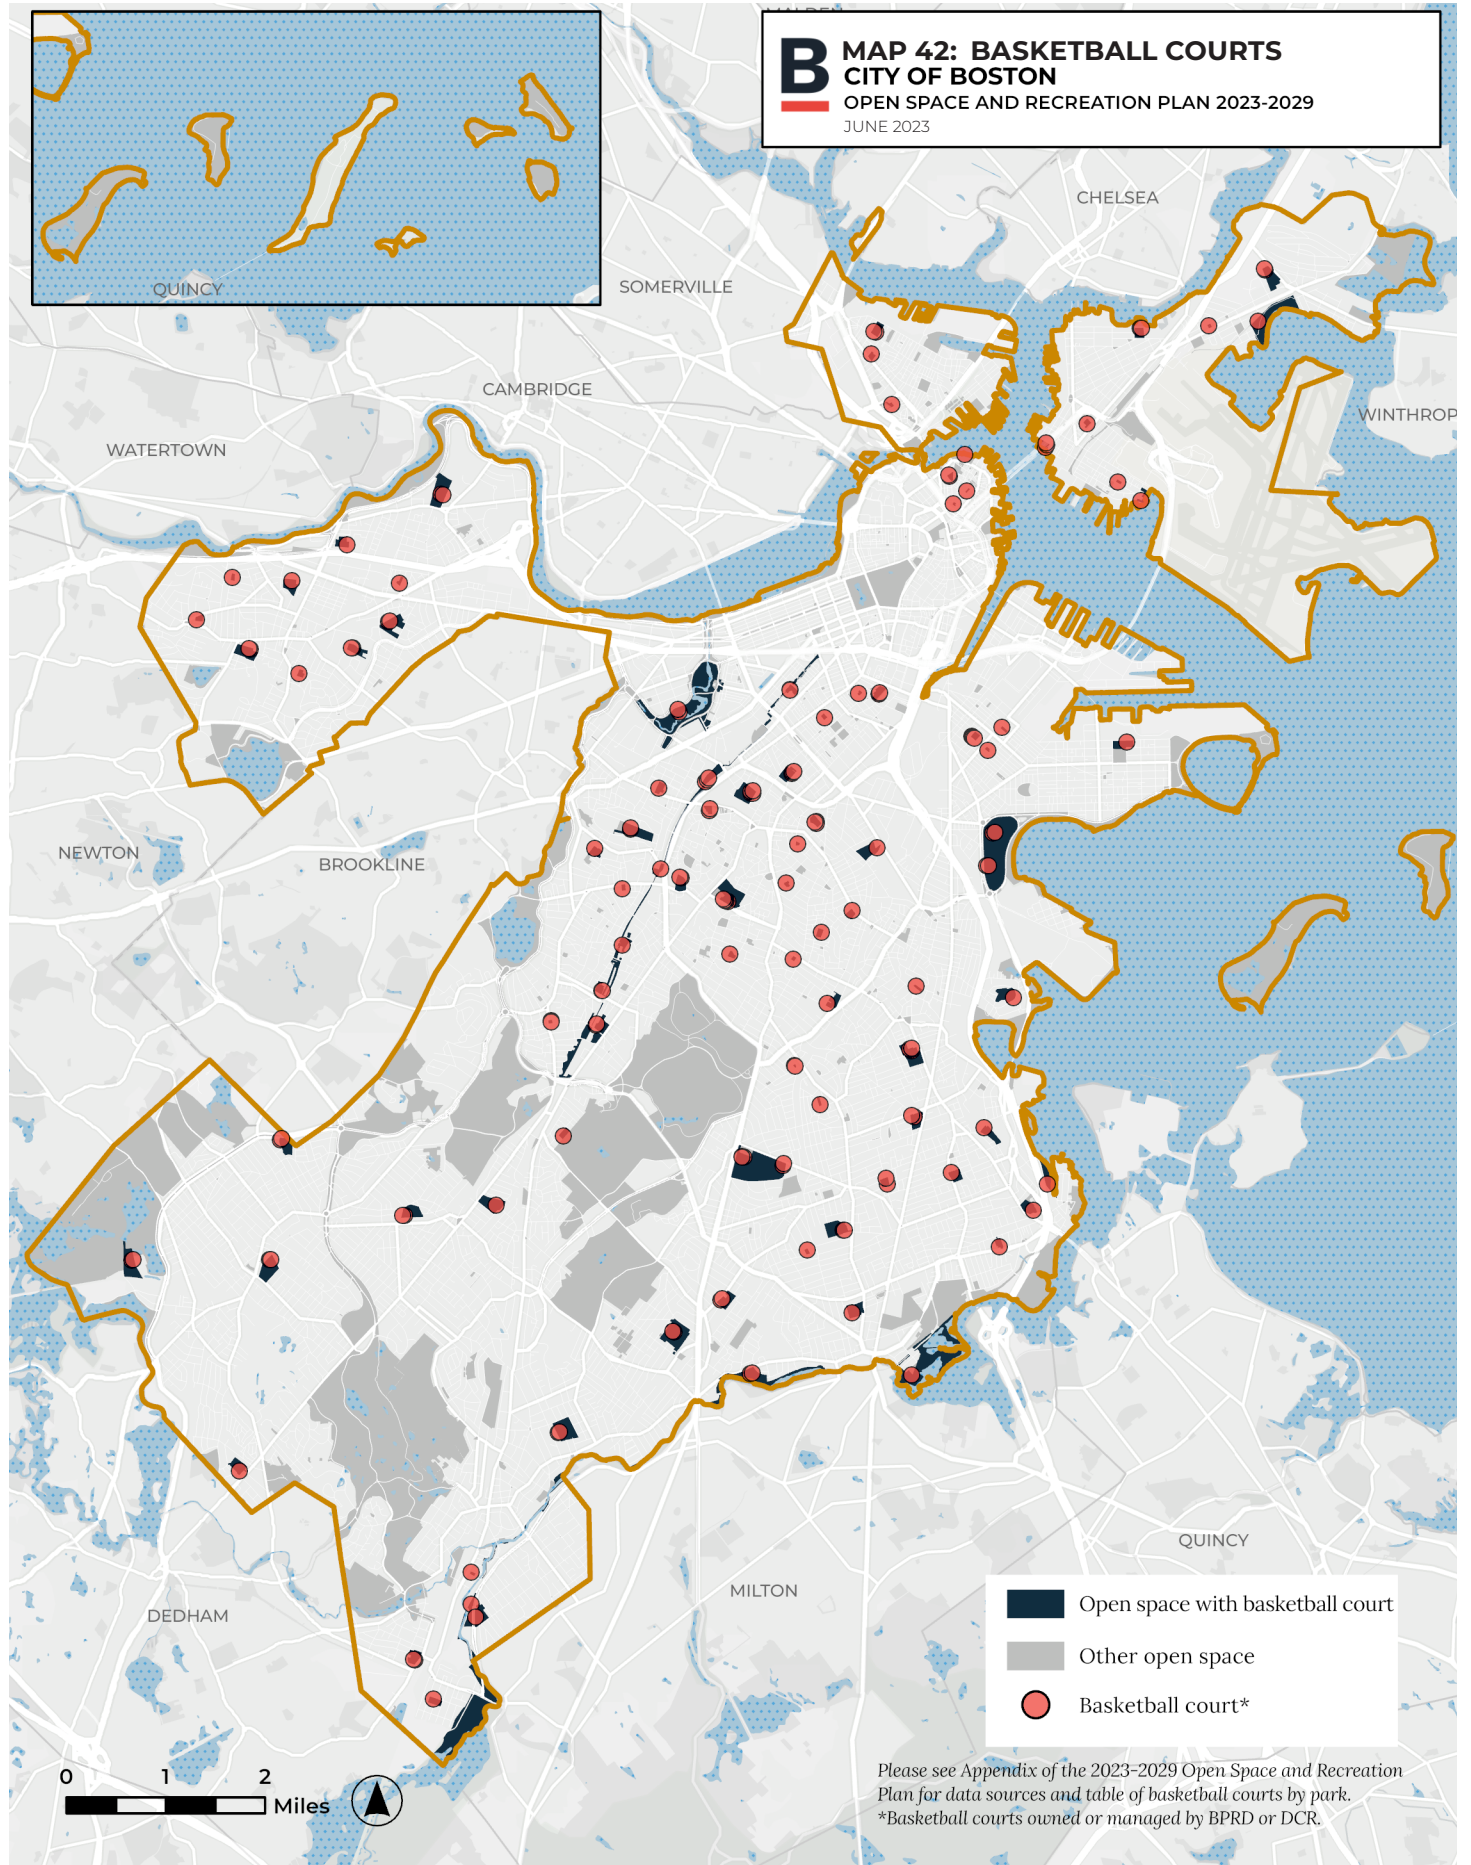 B
MAP 42: BASKETBALL COURTS
CITY OF BOSTON
OPEN SPACE AND RECREATION PLAN 2023-2029
JUNE 2023
CHELSEA
QUINCY
SOMERVILLE
CAMBRIDGE
WINTHROP
WATERTOWN
NEWTON
BROOKLINE
QUINCY
MILTON
DEDHAM
Open space with basketball court
Other open space
Basketball court*
0 1 2
Miles
Please see Appendix of the 2023-2029 Open Space and Recreation
Plan for data sources and table of basketball courts by park.
*Basketball courts owned or managed by BPRD or DCR.